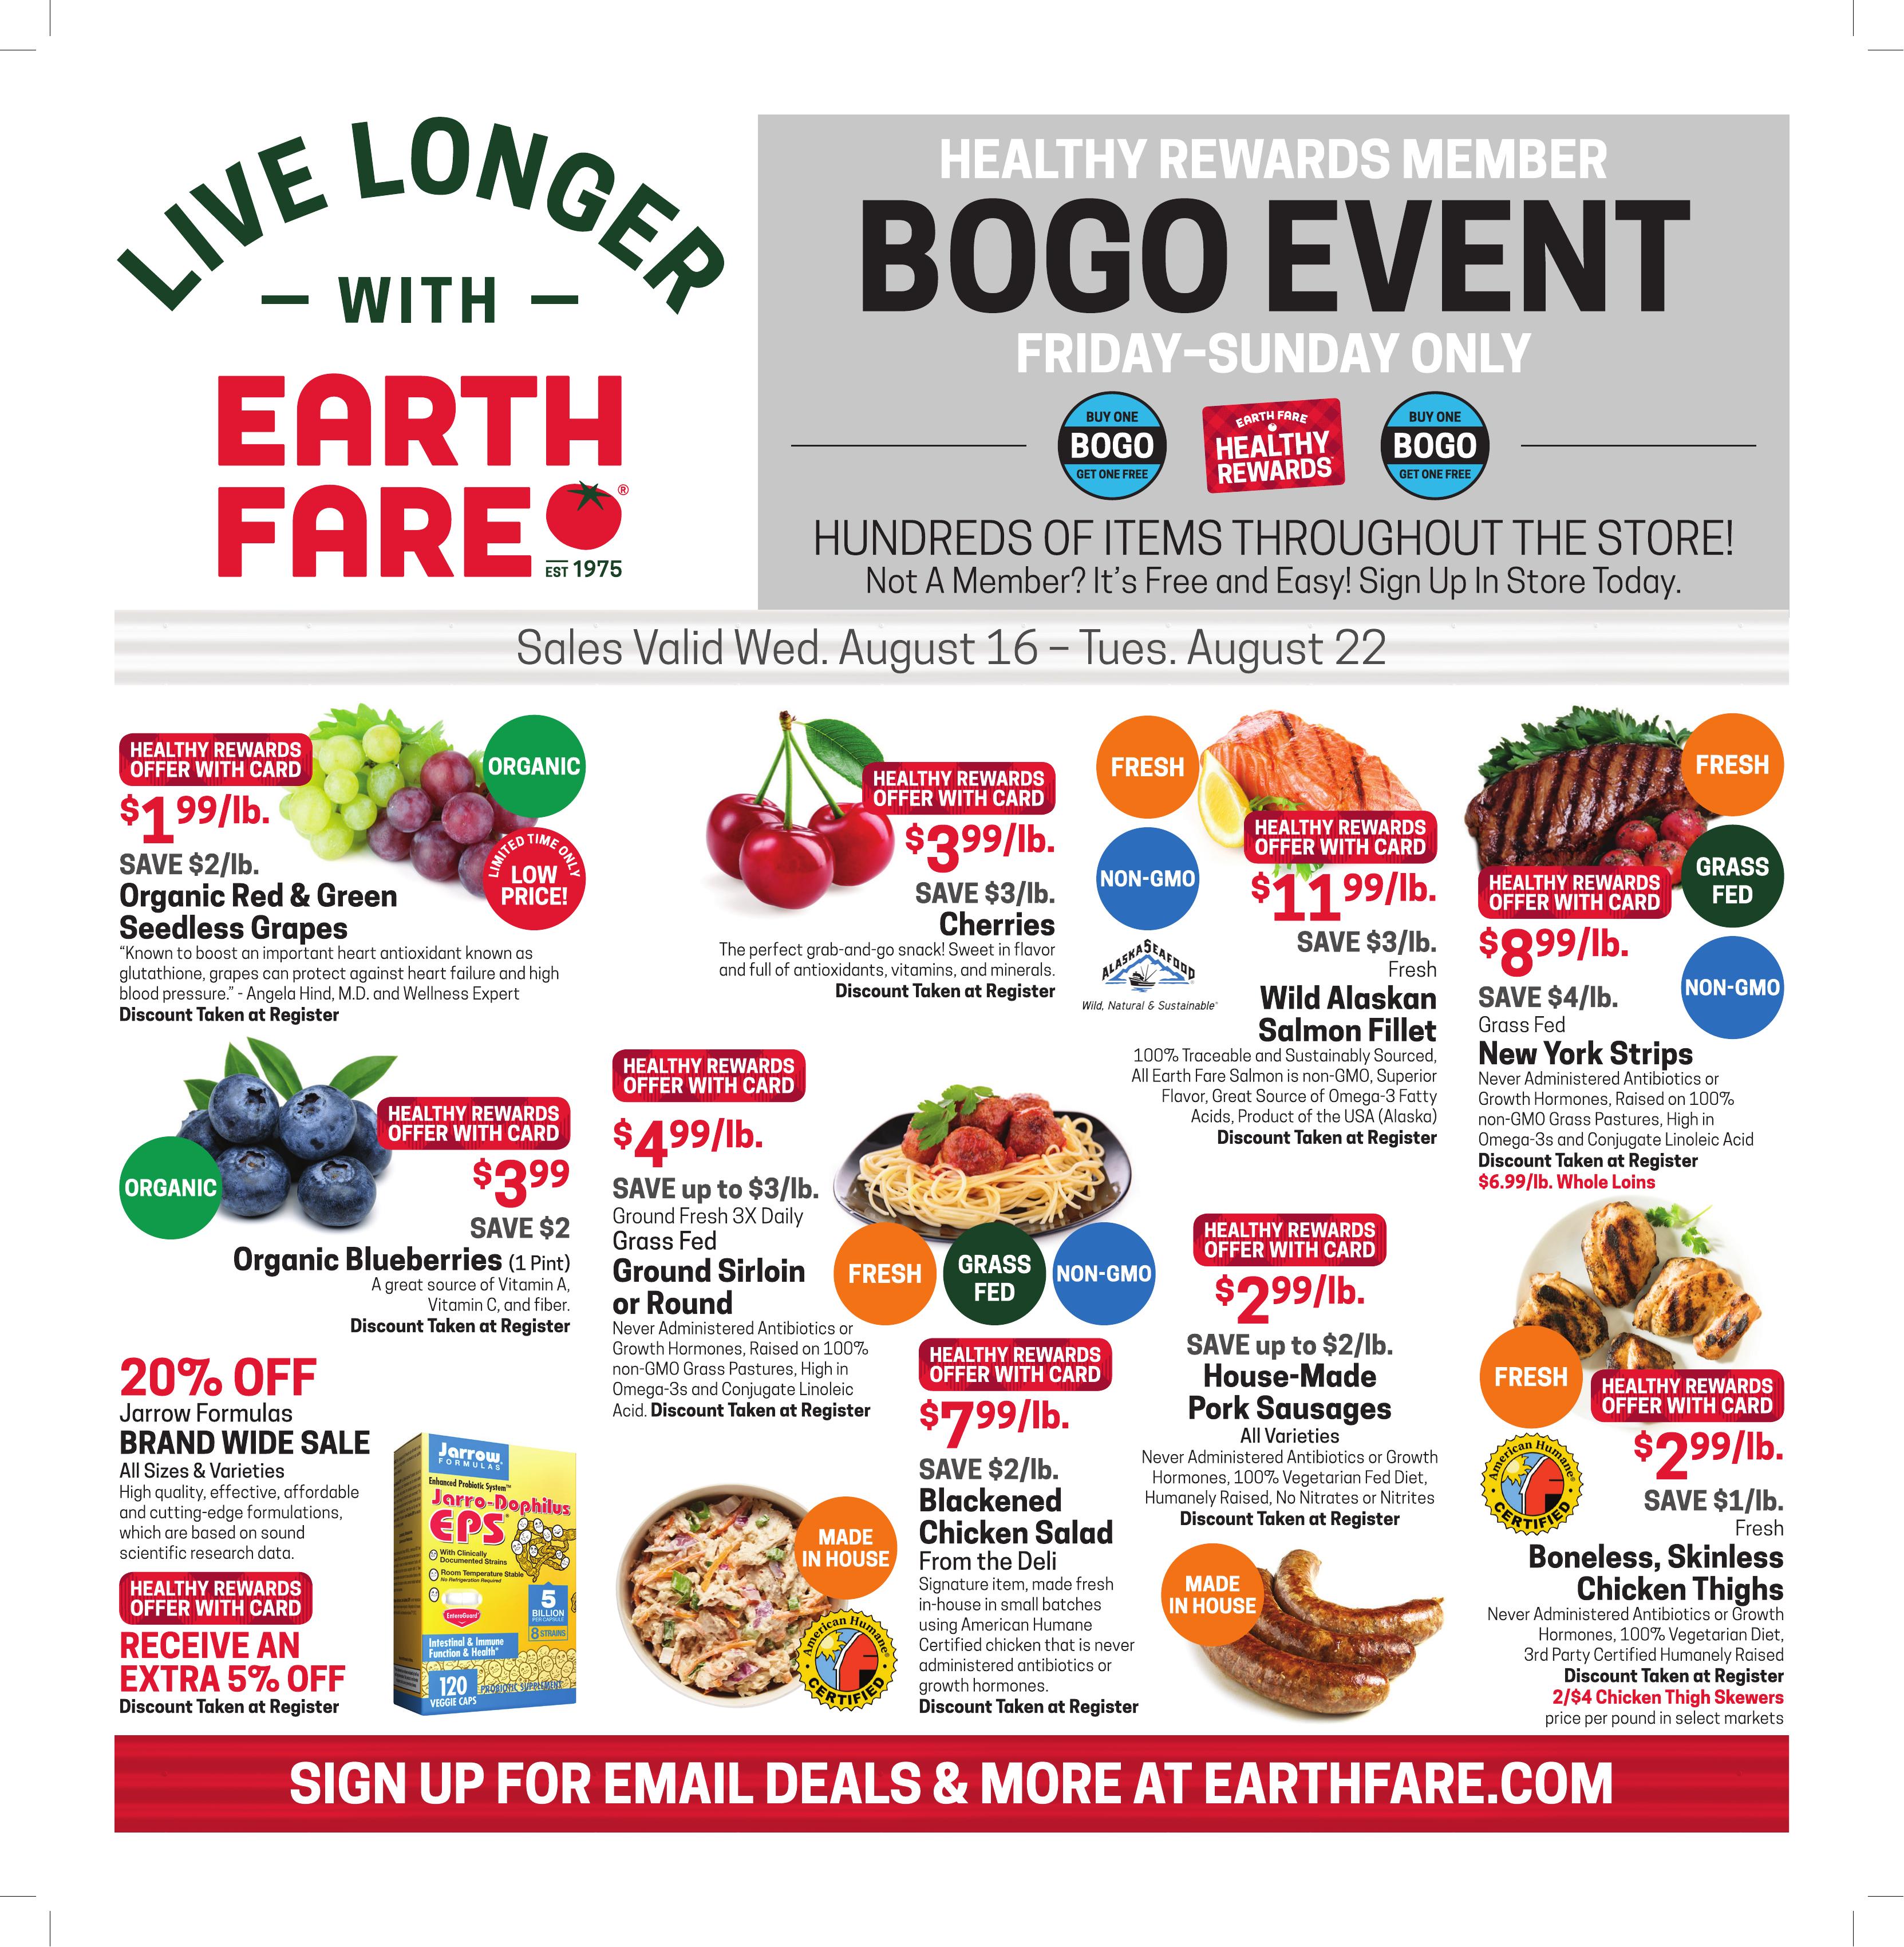 LIVE LONGER
— WITH —
EARTH
FARE®
EST 1975
HEALTHY REWARDS MEMBER
BOGO EVENT
FRIDAY–SUNDAY ONLY
BUY ONE
BOGO
GET ONE FREE
EARTH FARE
HEALTHY
REWARDS
BUY ONE
BOGO
GET ONE FREE
HUNDREDS OF ITEMS THROUGHOUT THE STORE!
Not A Member? It's Free and Easy! Sign Up In Store Today.
Sales Valid Wed. August 16 – Tues. August 22
HEALTHY REWARDS
OFFER WITH CARD
ORGANIC
$1 99/lb.
LIMITED TIME ONLY
LOW
PRICE!
SAVE $2/lb.
Organic Red & Green
Seedless Grapes
“Known to boost an important heart antioxidant known as
glutathione, grapes can protect against heart failure and high
blood pressure.” - Angela Hind, M.D. and Wellness Expert
Discount Taken at Register
HEALTHY REWARDS
OFFER WITH CARD
$3 99/lb.
SAVE $3/lb.
Cherries
The perfect grab-and-go snack! Sweet in flavor
and full of antioxidants, vitamins, and minerals.
Discount Taken at Register
FRESH
NON-GMO
ALASKA SEAFOOD
Wild, Natural & Sustainable®
HEALTHY REWARDS
OFFER WITH CARD
$11 99/lb.
SAVE $3/lb.
Fresh
Wild Alaskan
Salmon Fillet
100% Traceable and Sustainably Sourced,
All Earth Fare Salmon is non-GMO, Superior
Flavor, Great Source of Omega-3 Fatty
Acids, Product of the USA (Alaska)
Discount Taken at Register
FRESH
GRASS
FED
NON-GMO
HEALTHY REWARDS
OFFER WITH CARD
$8 99/lb.
SAVE $4/lb.
Grass Fed
New York Strips
Never Administered Antibiotics or
Growth Hormones, Raised on 100%
non-GMO Grass Pastures, High in
Omega-3s and Conjugate Linoleic Acid
Discount Taken at Register
$6.99/lb. Whole Loins
ORGANIC
HEALTHY REWARDS
OFFER WITH CARD
$3 99
SAVE $2
Organic Blueberries (1 Pint)
A great source of Vitamin A,
Vitamin C, and fiber.
Discount Taken at Register
HEALTHY REWARDS
OFFER WITH CARD
$4 99/lb.
SAVE up to $3/lb.
Ground Fresh 3X Daily
Grass Fed
Ground Sirloin
or Round
Never Administered Antibiotics or
Growth Hormones, Raised on 100%
non-GMO Grass Pastures, High in
Omega-3s and Conjugate Linoleic
Acid. Discount Taken at Register
FRESH
GRASS
FED
NON-GMO
20% OFF
Jarrow Formulas
BRAND WIDE SALE
All Sizes & Varieties
High quality, effective, affordable
and cutting-edge formulations,
which are based on sound
scientific research data.
HEALTHY REWARDS
OFFER WITH CARD
RECEIVE AN
EXTRA 5% OFF
Discount Taken at Register
Jarrow
FORMULAS
Enhanced Probiotic System™
Jarro-Dophilus
EPS
With Clinically
Documented Strains
Room Temperature Stable
No Refrigeration Required
EnteroGuard
5
BILLION
PER CAPSULE
8 STRAINS
Intestinal & Immune
Function & Health*
120
VEGGIE CAPS
PROBIOTIC SUPPLEMENT
MADE
IN HOUSE
American Humane
CERTIFIED
HEALTHY REWARDS
OFFER WITH CARD
$7 99/lb.
SAVE $2/lb.
Blackened
Chicken Salad
From the Deli
Signature item, made fresh
in-house in small batches
using American Humane
Certified chicken that is never
administered antibiotics or
growth hormones.
Discount Taken at Register
HEALTHY REWARDS
OFFER WITH CARD
$2 99/lb.
SAVE up to $2/lb.
House-Made
Pork Sausages
All Varieties
Never Administered Antibiotics or Growth
Hormones, 100% Vegetarian Fed Diet,
Humanely Raised, No Nitrates or Nitrites
Discount Taken at Register
MADE
IN HOUSE
FRESH
HEALTHY REWARDS
OFFER WITH CARD
American Humane
CERTIFIED
$2 99/lb.
SAVE $1/lb.
Fresh
Boneless, Skinless
Chicken Thighs
Never Administered Antibiotics or Growth
Hormones, 100% Vegetarian Diet,
3rd Party Certified Humanely Raised
Discount Taken at Register
2/$4 Chicken Thigh Skewers
price per pound in select markets
SIGN UP FOR EMAIL DEALS & MORE AT EARTHFARE.COM